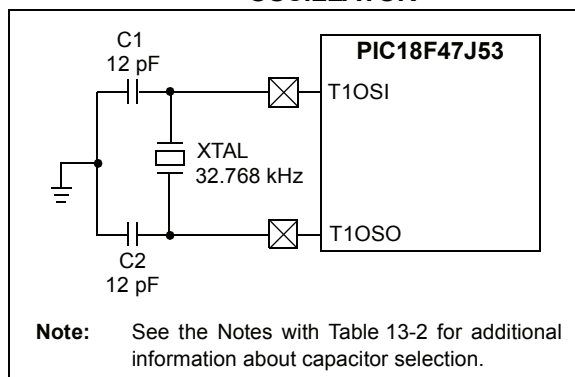 C1
12 pF
PIC18F47J53
T1OSI
XTAL
32.768 kHz
T1OSO
C2
12 pF
Note: See the Notes with Table 13-2 for additional
information about capacitor selection.